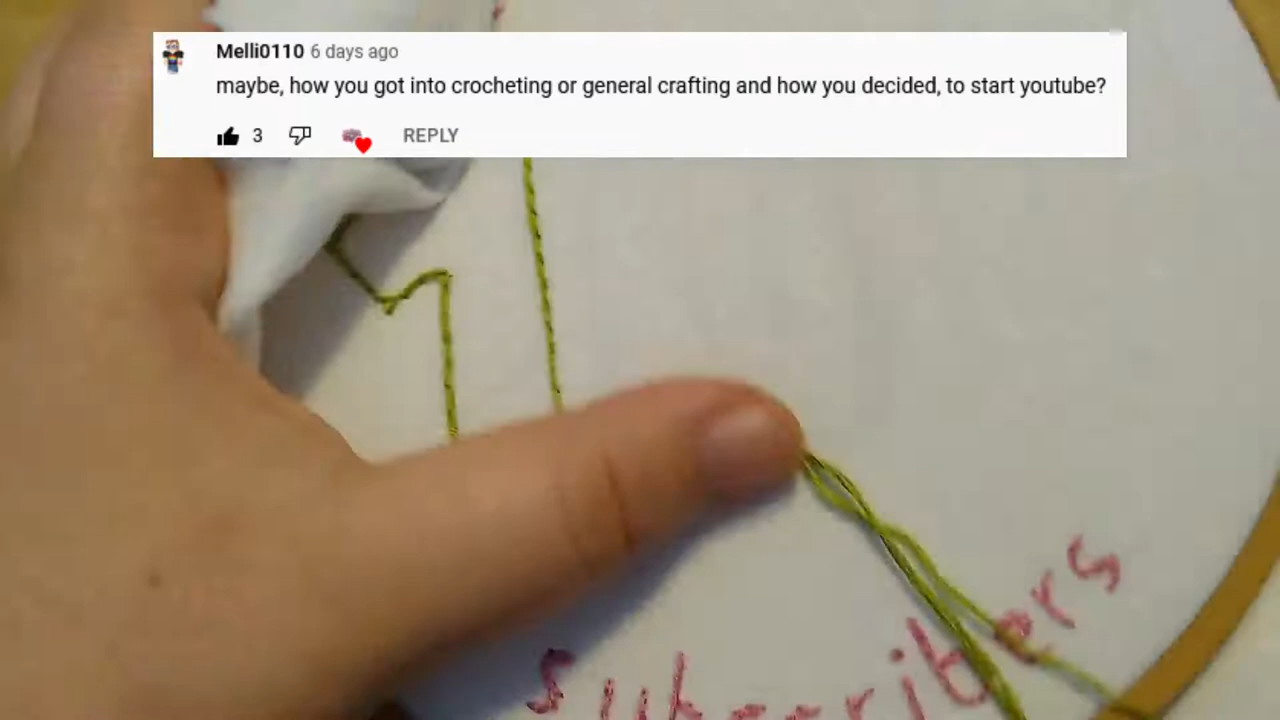 Melli0110 6 days ago
maybe, how you got into crocheting or general crafting and how you decided, to start youtube?
3 REPLY